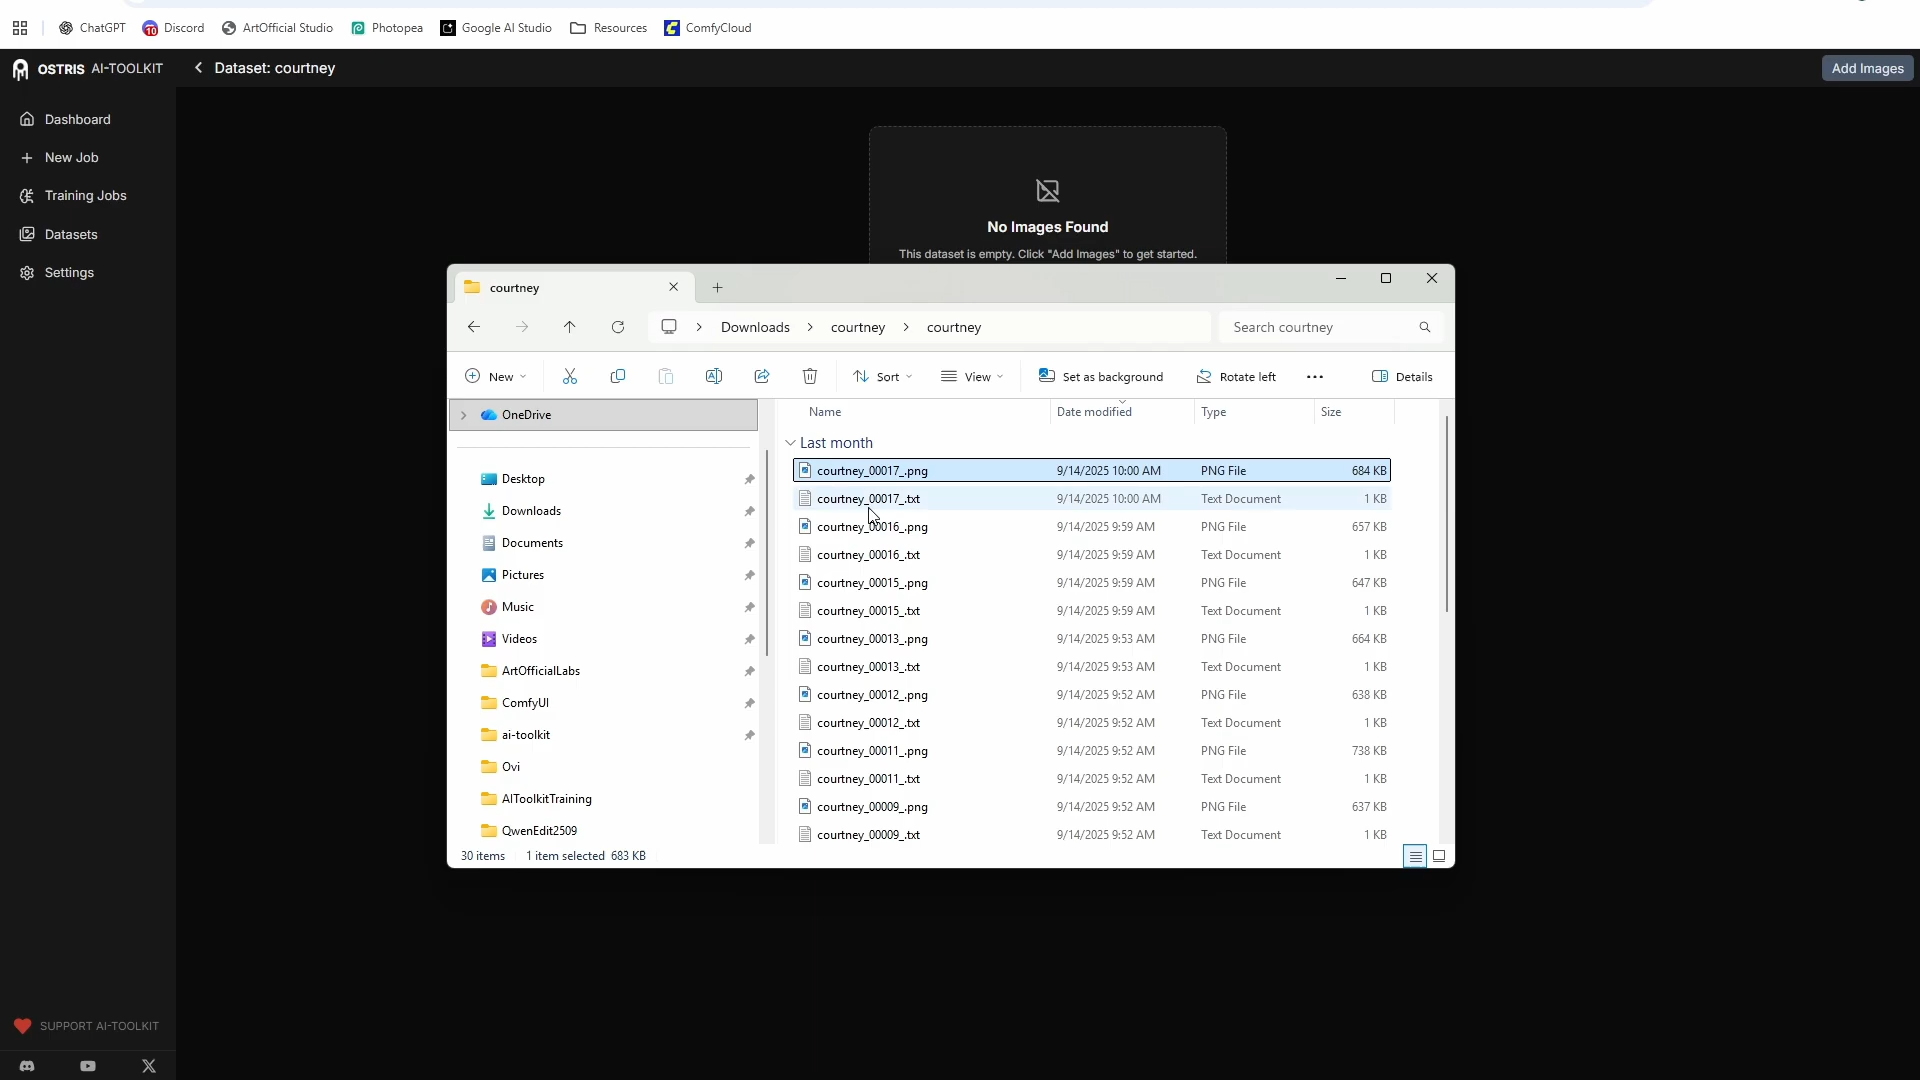 ChatGPT
10
Discord
ArtOfficial Studio
Photopea
Google AI Studio
Resources
ComfyCloud
OSTRIS AI-TOOLKIT
Dataset: courtney
Add Images
Dashboard
New Job
Training Jobs
Datasets
Settings
No Images Found
This dataset is empty. Click "Add Images" to get started.
courtney
Downloads > courtney > courtney
Search courtney
New
Sort
View
Set as background
Rotate left
Details
OneDrive
Desktop
Downloads
Documents
Pictures
Music
Videos
ArtOfficialLabs
ComfyUI
ai-toolkit
Ovi
AIToolkitTraining
QwenEdit2509
Name Date modified Type Size
Last month
courtney_00017_.png 9/14/2025 10:00 AM PNG File 684 KB
courtney_00017_.txt 9/14/2025 10:00 AM Text Document 1 KB
courtney_00016_.png 9/14/2025 9:59 AM PNG File 657 KB
courtney_00016_.txt 9/14/2025 9:59 AM Text Document 1 KB
courtney_00015_.png 9/14/2025 9:59 AM PNG File 647 KB
courtney_00015_.txt 9/14/2025 9:59 AM Text Document 1 KB
courtney_00013_.png 9/14/2025 9:53 AM PNG File 664 KB
courtney_00013_.txt 9/14/2025 9:53 AM Text Document 1 KB
courtney_00012_.png 9/14/2025 9:52 AM PNG File 638 KB
courtney_00012_.txt 9/14/2025 9:52 AM Text Document 1 KB
courtney_00011_.png 9/14/2025 9:52 AM PNG File 738 KB
courtney_00011_.txt 9/14/2025 9:52 AM Text Document 1 KB
courtney_00009_.png 9/14/2025 9:52 AM PNG File 637 KB
courtney_00009_.txt 9/14/2025 9:52 AM Text Document 1 KB
30 items 1 item selected 683 KB
SUPPORT AI-TOOLKIT